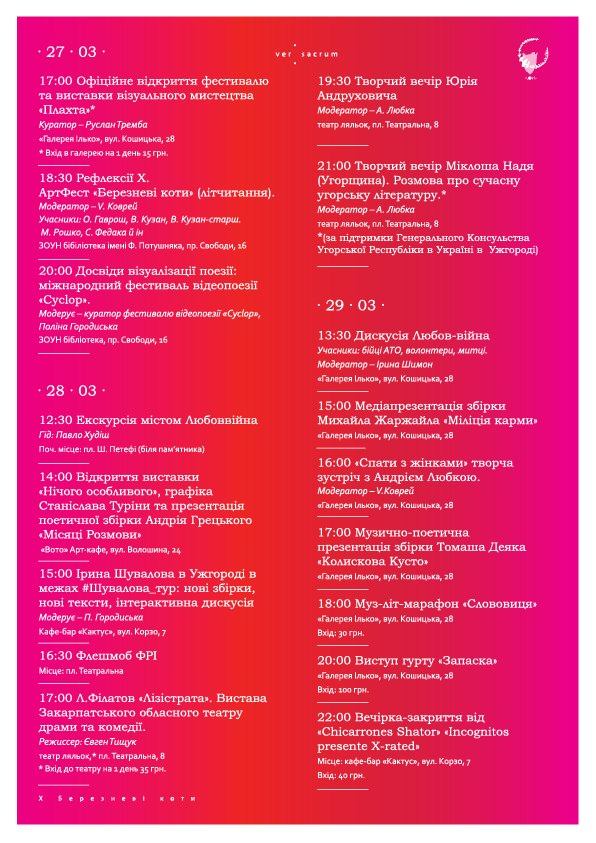 · 27 · 03 ·
17:00 Офіційне відкриття фестивалю
та виставки візуального мистецтва
«Плахта»*
Куратор – Руслан Тремба
«Галерея Ілько», вул. Кошицька, 28
* Вхід в галерею на 1 день 15 грн.
18:30 Рефлексії X.
АртФест «Березневі коти» (літчитання).
Модератор – V. Коврей
Учасники: О. Гаврош, В. Кузан, В. Кузан-старш.
М. Рошко, С. Федака й ін
ЗОУН бібліотека імені Ф. Потушняка, пр. Свободи, 16
20:00 Досвіди візуалізації поезії:
міжнародний фестиваль відеопоезії
«Cyclop».
Модерує – куратор фестивалю відеопоезії «Cyclop»,
Поліна Городиська
ЗОУН бібліотека, пр. Свободи, 16
· 28 · 03 ·
12:30 Екскурсія містом Любоввійна
Гід: Павло Худіш
Поч. місце: пл. Ш. Петефі (біля пам'ятника)
14:00 Відкриття виставки
«Нічого особливого», графіка
Станіслава Туріни та презентація
поетичної збірки Андрія Грецького
«Місяці Розмови»
«Вото» Арт-кафе, вул. Волошина, 24
15:00 Ірина Шувалова в Ужгороді в
межах #Шувалова_тур: нові збірки,
нові тексти, інтерактивна дискусія
Модерує – П. Городиська
Кафе-бар «Кактус», вул. Корзо, 7
16:30 Флешмоб ФРІ
Місце: пл. Театральна
17:00 Л.Філатов «Лізістрата». Вистава
Закарпатського обласного театру
драми та комедії.
Режиссер: Євген Тищук
театр ляльок,* пл. Театральна, 8
* Вхід до театру на 1 день 35 грн.
X Березневі коти
ver sacrum
19:30 Творчий вечір Юрія
Андруховича
Модератор – А. Любка
театр ляльок, пл. Театральна, 8
21:00 Творчий вечір Міклоша Надя
(Угорщина). Розмова про сучасну
угорську літературу.*
Модератор – А. Любка
театр ляльок, пл. Театральна, 8
*(за підтримки Генерального Консульства
Угорської Республіки в Україні в Ужгороді)
· 29 · 03 ·
13:30 Дискусія Любов-війна
Учасники: бійці АТО, волонтери, митці.
Модератор – Ірина Шимон
«Галерея Ілько», вул. Кошицька, 28
15:00 Медіапрезентація збірки
Михайла Жаржайла «Міліція карми»
«Галерея Ілько», вул. Кошицька, 28
16:00 «Спати з жінками» творча
зустріч з Андрієм Любкою.
Модератор – V.Коврей
«Галерея Ілько», вул. Кошицька, 28
17:00 Музично-поетична
презентація збірки Томаша Деяка
«Колискова Кусто»
«Галерея Ілько», вул. Кошицька, 28
18:00 Муз-літ-марафон «Слововиця»
«Галерея Ілько», вул. Кошицька, 28
Вхід: 30 грн.
20:00 Виступ гурту «Запаска»
«Галерея Ілько», вул. Кошицька, 28
Вхід: 100 грн.
22:00 Вечірка-закриття від
«Chicarrones Shator» «Incognitos
presente X-rated»
Місце: кафе-бар «Кактус», вул. Корзо, 7
Вхід: 40 грн.